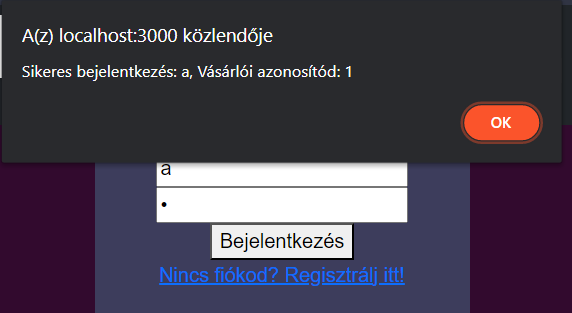 A(z) localhost:3000 közlendője
Sikeres bejelentkezés: a, Vásárlói azonosítód: 1
OK
a
•
Bejelentkezés
Nincs fiókod? Regisztrálj itt!